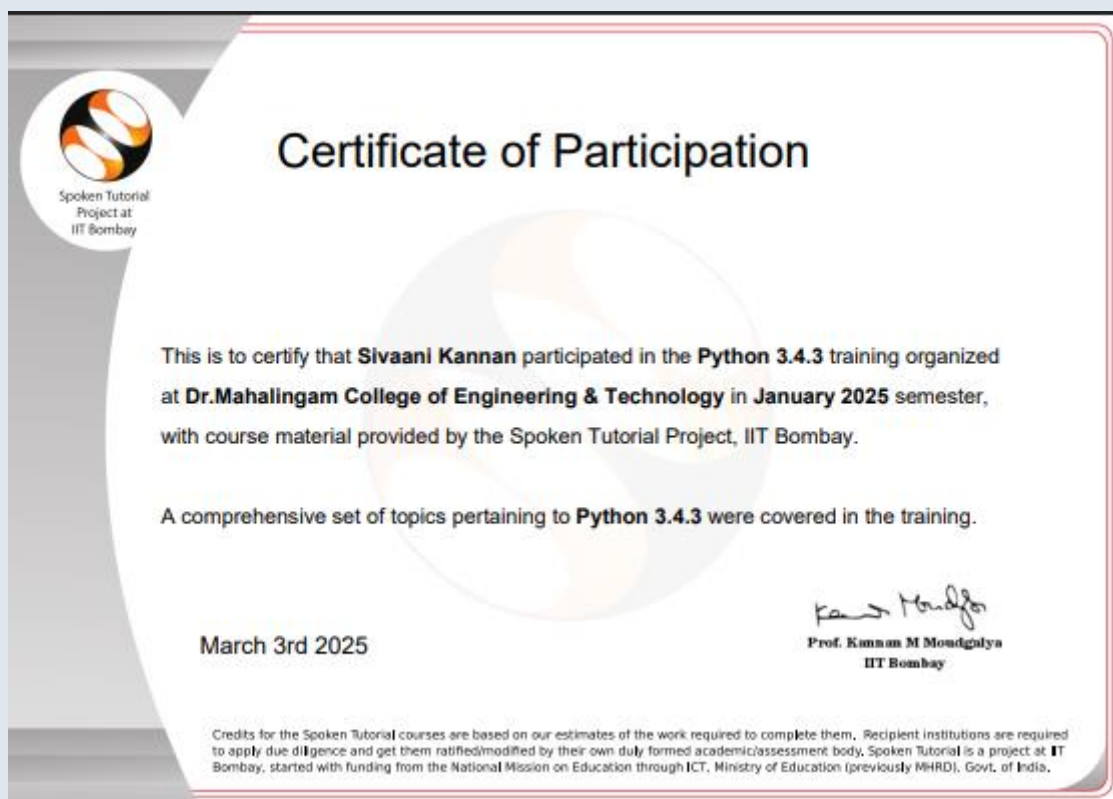 Certificate of Participation
Spoken Tutorial
Project at
IIT Bombay
This is to certify that Sivaani Kannan participated in the Python 3.4.3 training organized
at Dr.Mahalingam College of Engineering & Technology in January 2025 semester,
with course material provided by the Spoken Tutorial Project, IIT Bombay.
A comprehensive set of topics pertaining to Python 3.4.3 were covered in the training.
March 3rd 2025
Prof. Kannan M Moudgalya
IIT Bombay
Credits for the Spoken Tutorial courses are based on our estimates of the work required to complete them. Recipient institutions are required
to apply due diligence and get them ratified/modified by their own duly formed academic/assessment body. Spoken Tutorial is a project at IIT
Bombay, started with funding from the National Mission on Education through ICT, Ministry of Education (previously MHRD), Govt. of India.